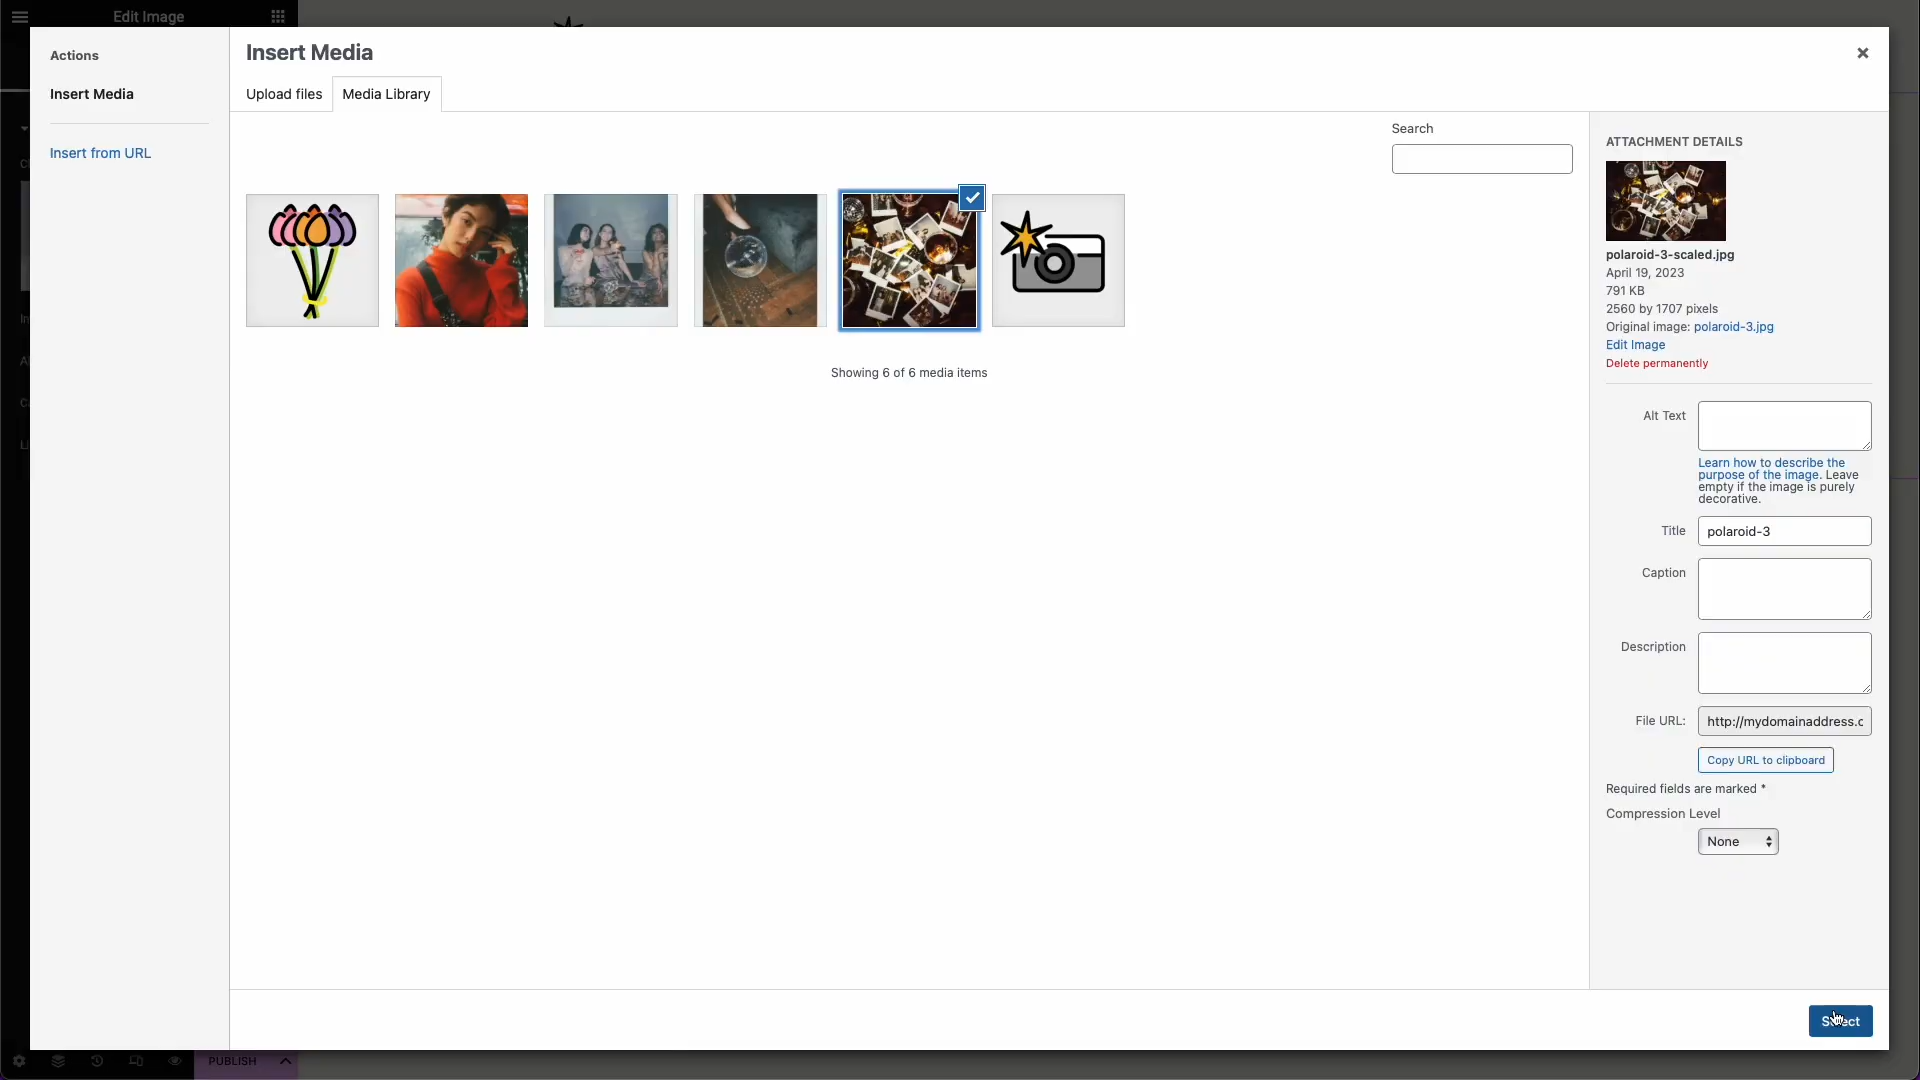 Edit Image
Actions
Insert Media
Insert from URL
Insert Media
Upload files
Media Library
Search
Showing 6 of 6 media items
ATTACHMENT DETAILS
polaroid-3-scaled.jpg
April 19, 2023
791 KB
2560 by 1707 pixels
Original image: polaroid-3.jpg
Edit Image
Delete permanently
Alt Text
Learn how to describe the
purpose of the image. Leave
empty if the image is purely
decorative.
Title
polaroid-3
Caption
Description
File URL:
http://mydomainaddress.c
Copy URL to clipboard
Required fields are marked *
Compression Level
None
Select
PUBLISH